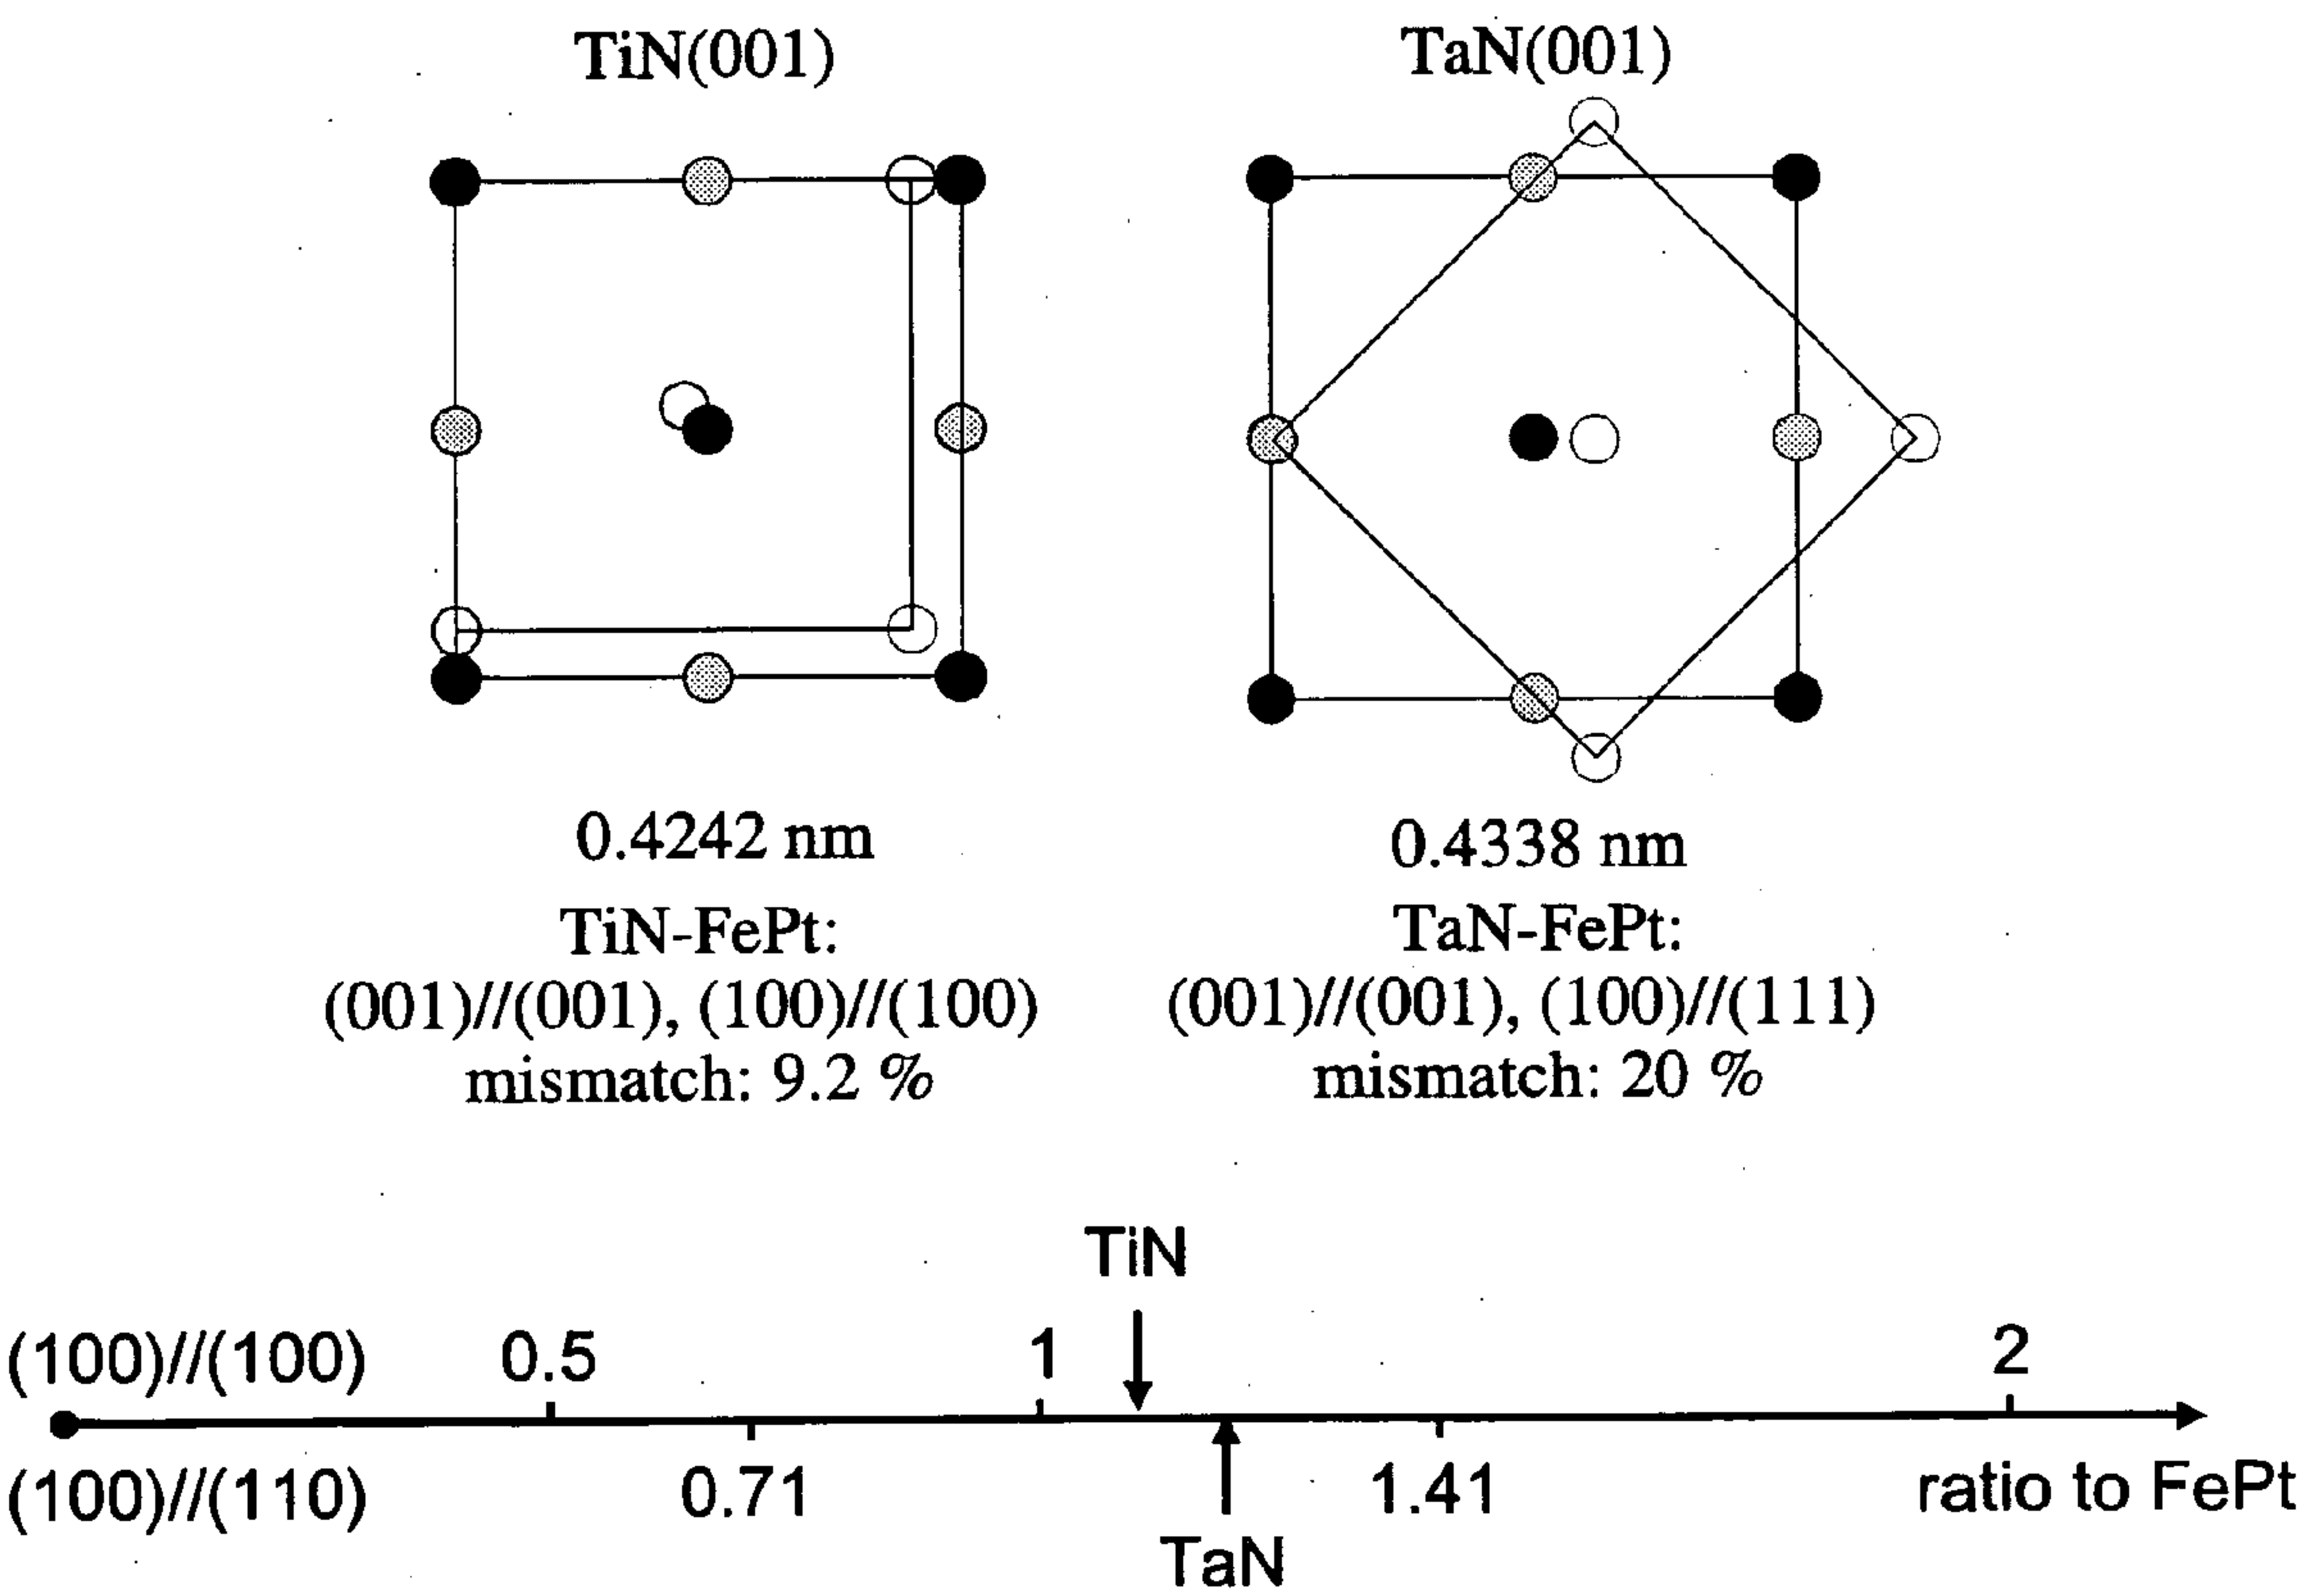 TiN(001)
TaN(001)
0.4242 nm
TiN-FePt:
(001)//(001), (100)//(100)
mismatch: 9.2 %
0.4338 nm
TaN-FePt:
(001)//(001), (100)//(111)
mismatch: 20 %
TiN
(100)//(100)
0.5
1
2
(100)//(110)
0.71
1.41
ratio to FePt
TaN